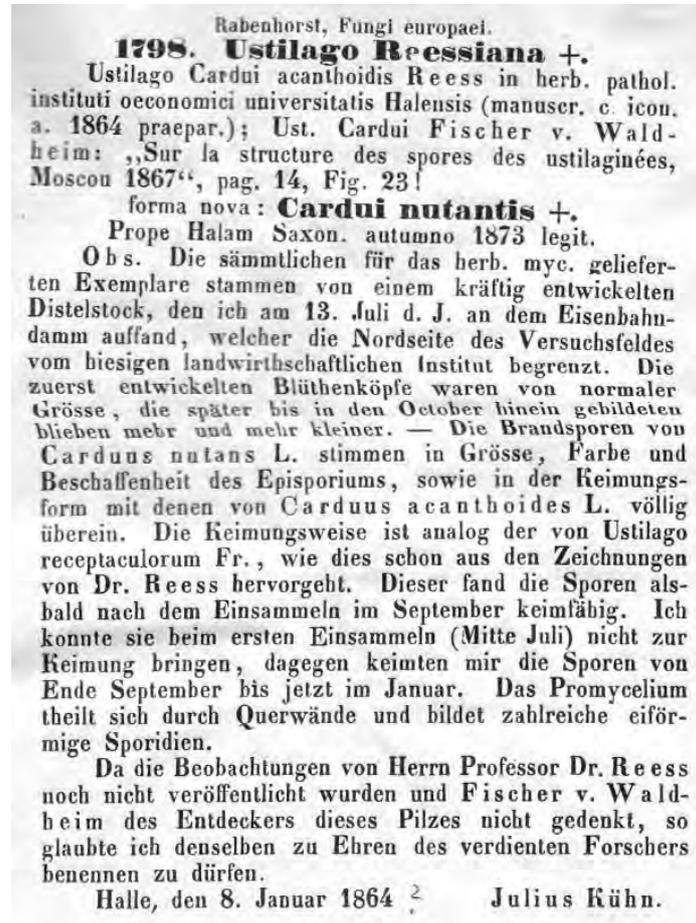 Rabenhorst, Fungi europaei.
1798. Ustilago Reessiana +.
Ustilago Cardui acanthoidis Reess in herb. pathol.
instituti oeconomici universitatis Halensis (manuscr. c. icon.
a. 1864 praepar.); Ust. Cardui Fischer v. Wald-
heim: „Sur la structure des spores des ustilaginées,
Moscou 1867“, pag. 14, Fig. 23!
forma nova: Cardui nutantis +.
Prope Halam Saxon. autumno 1873 legit.
Obs. Die sämmtlichen für das herb. myc. geliefer-
ten Exemplare stammen von einem kräftig entwickelten
Distelstock, den ich am 13. Juli d. J. an dem Eisenbahn-
damm auffand, welcher die Nordseite des Versuchsfeldes
vom hiesigen landwirthschaftlichen Institut begrenzt. Die
zuerst entwickelten Blüthenköpfe waren von normaler
Grösse, die später bis in den October hinein gebildeten
blieben mehr und mehr kleiner. — Die Brandsporen von
Carduus nutans L. stimmen in Grösse, Farbe und
Beschaffenheit des Episporiums, sowie in der Keimungs-
form mit denen von Carduus acanthoides L. völlig
überein. Die Keimungsweise ist analog der von Ustilago
receptaculorum Fr., wie dies schon aus den Zeichnungen
von Dr. Reess hervorgeht. Dieser fand die Sporen als-
bald nach dem Einsammeln im September keimfähig. Ich
konnte sie beim ersten Einsammeln (Mitte Juli) nicht zur
Keimung bringen, dagegen keimten mir die Sporen von
Ende September bis jetzt im Januar. Das Promycelium
theilt sich durch Querwände und bildet zahlreiche eiför-
mige Sporidien.
Da die Beobachtungen von Herrn Professor Dr. Reess
noch nicht veröffentlicht wurden und Fischer v. Wald-
heim des Entdeckers dieses Pilzes nicht gedenkt, so
glaubte ich denselben zu Ehren des verdienten Forschers
benennen zu dürfen.
Halle, den 8. Januar 1864 ? Julius Kühn.